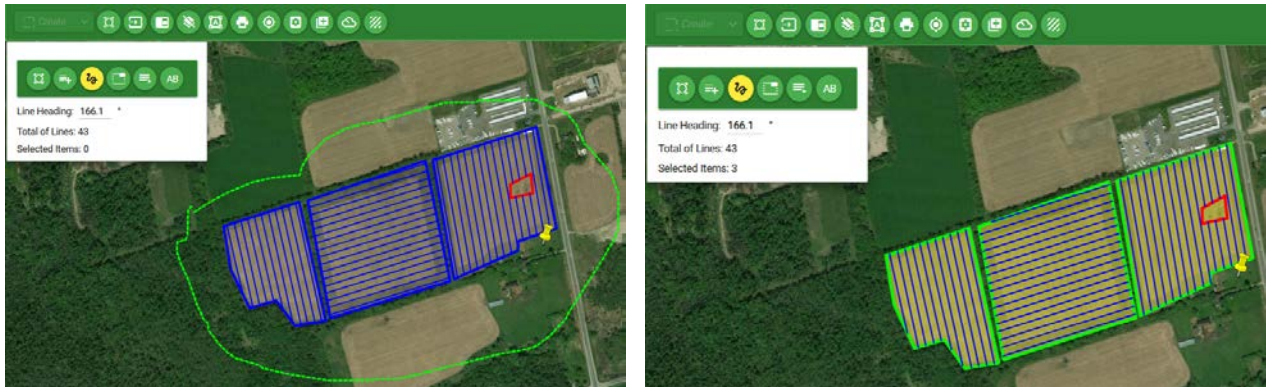 Create
A
AB
Line Heading: 166.1 °
Total of Lines: 43
Selected Items: 0
Create
A
AB
Line Heading: 166.1 °
Total of Lines: 43
Selected Items: 3